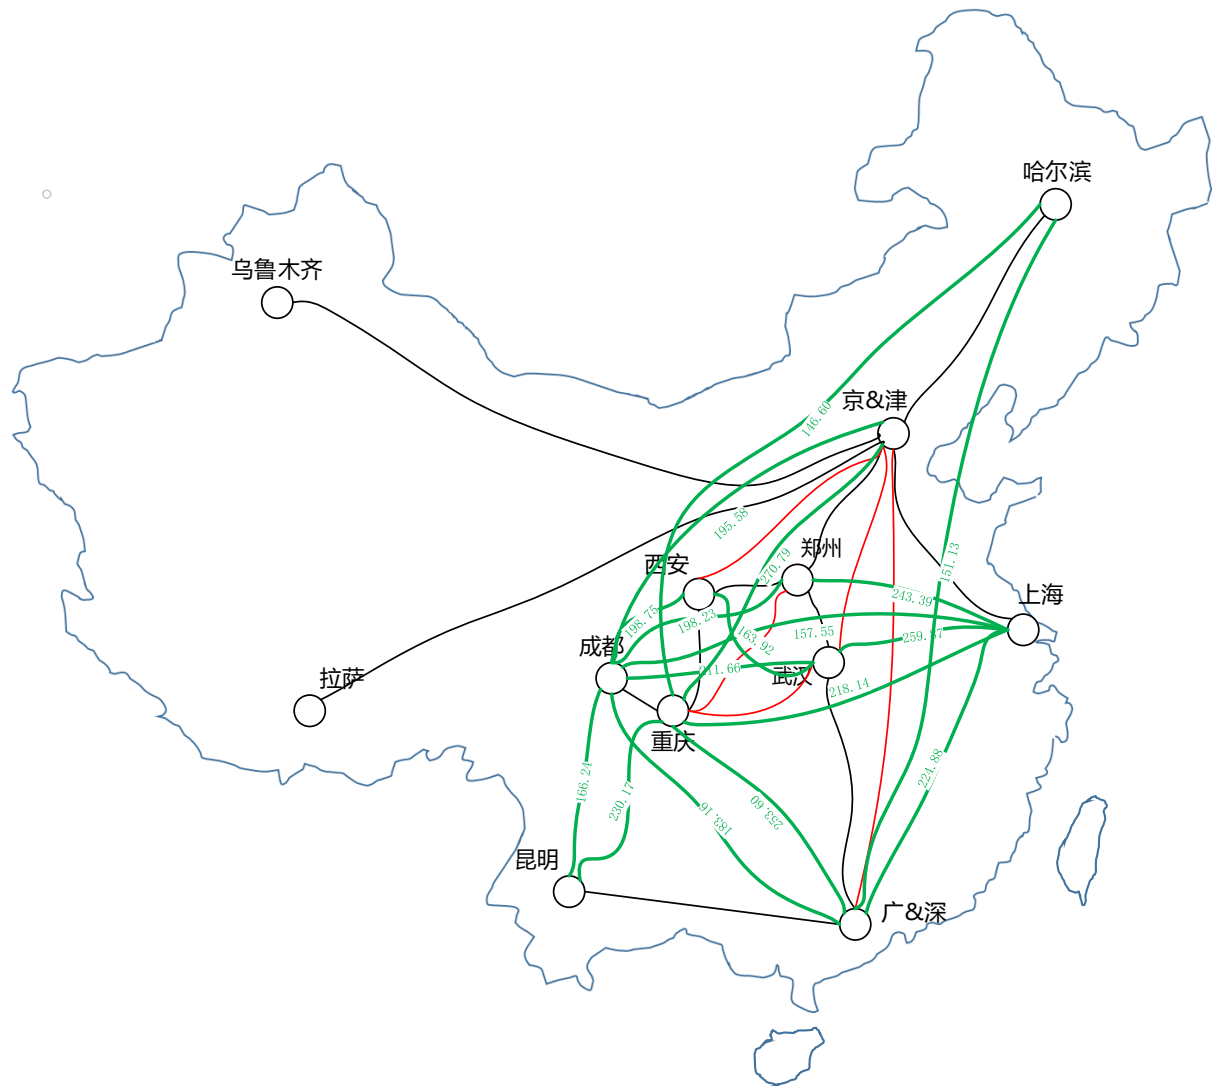 哈尔滨
乌鲁木齐
京&津
146.60
195.58
郑州
西安
270.79
151.13
243.39
上海
198.75
198.23
163.92
157.55
成都
211.66
武汉
拉萨
218.14
重庆
166.24
230.17
183.16
253.60
224.88
昆明
广&深